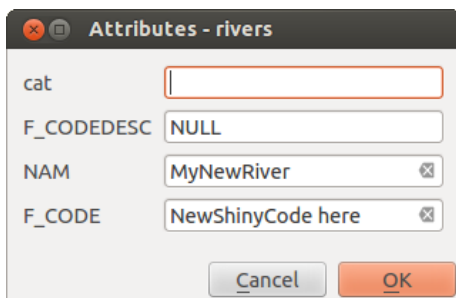 Attributes - rivers
cat
F_CODEDESC NULL
NAM MyNewRiver
F_CODE NewShinyCode here
Cancel OK